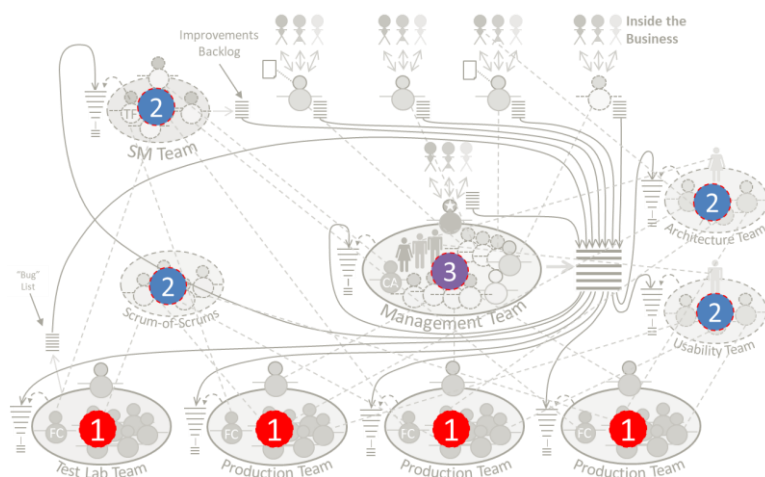 Improvements
Backlog
Inside the
Business
TF
2
SM Team
2
Architecture Team
CA
3
Management Team
"Bug"
List
2
Scrum-of-Scrums
2
Usability Team
FC
1
Test Lab Team
FC
1
Production Team
FC
1
Production Team
FC
1
Production Team